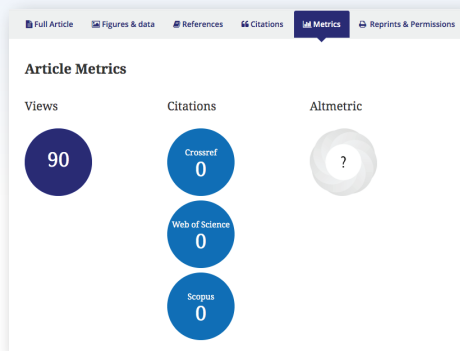 Full Article Figures & data References Citations Metrics Reprints & Permissions
Article Metrics
Views Citations Altmetric
90
Crossref
0
?
Web of Science
0
Scopus
0